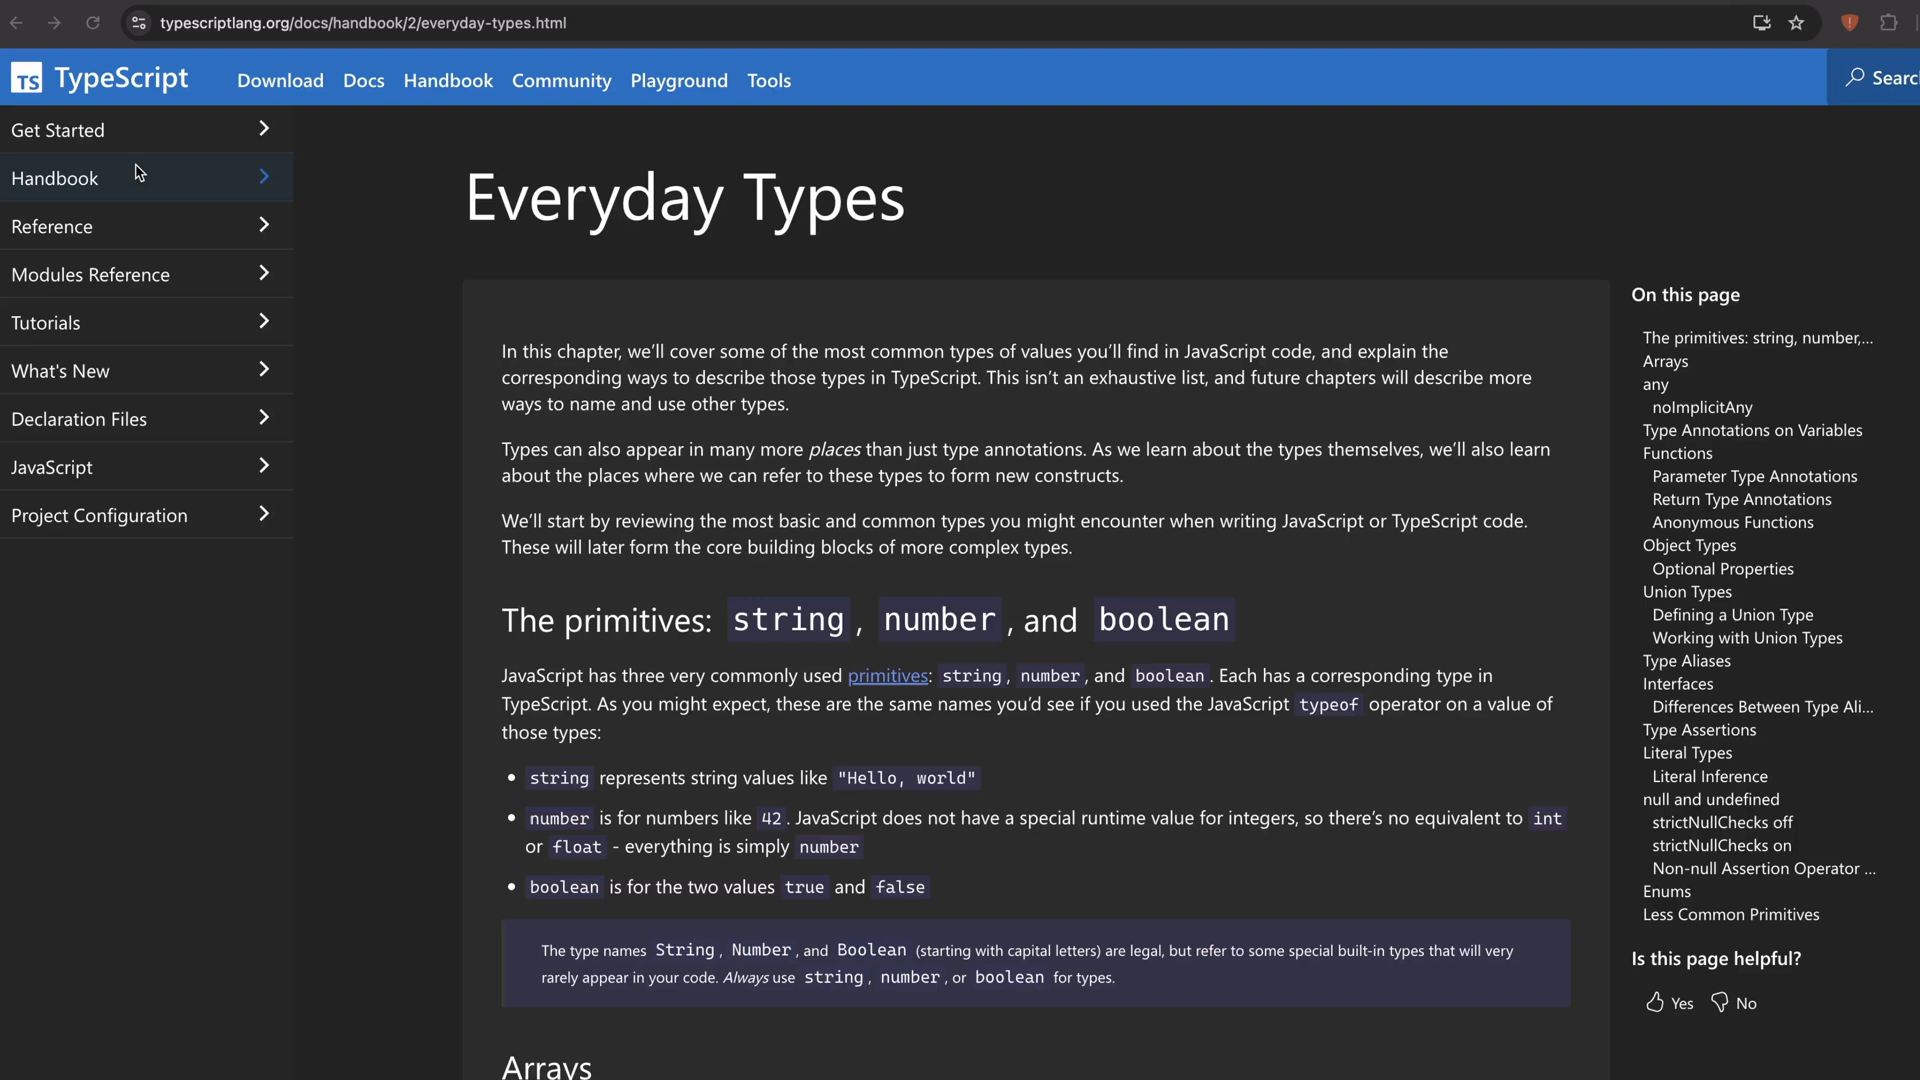 typescriptlang.org/docs/handbook/2/everyday-types.html
TS TypeScript
Download Docs Handbook Community Playground Tools
Searc
Get Started
Handbook
Reference
Modules Reference
Tutorials
What's New
Declaration Files
JavaScript
Project Configuration
Everyday Types
In this chapter, we’ll cover some of the most common types of values you’ll find in JavaScript code, and explain the
corresponding ways to describe those types in TypeScript. This isn’t an exhaustive list, and future chapters will describe more
ways to name and use other types.
Types can also appear in many more places than just type annotations. As we learn about the types themselves, we’ll also learn
about the places where we can refer to these types to form new constructs.
We’ll start by reviewing the most basic and common types you might encounter when writing JavaScript or TypeScript code.
These will later form the core building blocks of more complex types.
The primitives: string, number, and boolean
JavaScript has three very commonly used primitives: string, number, and boolean. Each has a corresponding type in
TypeScript. As you might expect, these are the same names you’d see if you used the JavaScript typeof operator on a value of
those types:
• string represents string values like "Hello, world"
• number is for numbers like 42. JavaScript does not have a special runtime value for integers, so there’s no equivalent to int
or float - everything is simply number
• boolean is for the two values true and false
The type names String, Number, and Boolean (starting with capital letters) are legal, but refer to some special built-in types that will very
rarely appear in your code. Always use string, number, or boolean for types.
Arrays
On this page
The primitives: string, number,...
Arrays
any
noImplicitAny
Type Annotations on Variables
Functions
Parameter Type Annotations
Return Type Annotations
Anonymous Functions
Object Types
Optional Properties
Union Types
Defining a Union Type
Working with Union Types
Type Aliases
Interfaces
Differences Between Type Ali...
Type Assertions
Literal Types
Literal Inference
null and undefined
strictNullChecks off
strictNullChecks on
Non-null Assertion Operator ...
Enums
Less Common Primitives
Is this page helpful?
Yes No